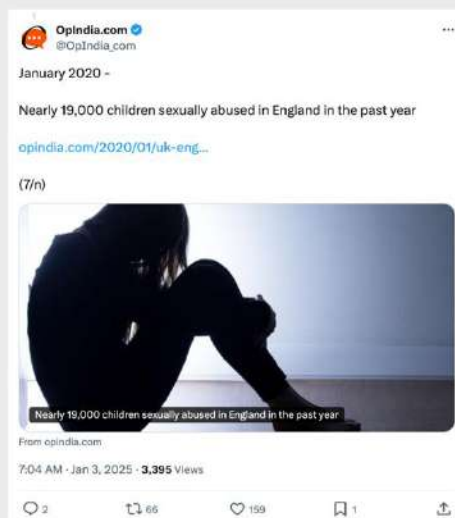 OpIndia.com
@OpIndia_com
January 2020 -
Nearly 19,000 children sexually abused in England in the past year
opindia.com/2020/01/uk-eng...
(7/n)
Nearly 19,000 children sexually abused in England in the past year
From opindia.com
7:04 AM · Jan 3, 2025 · 3,395 Views
2 66 159 1